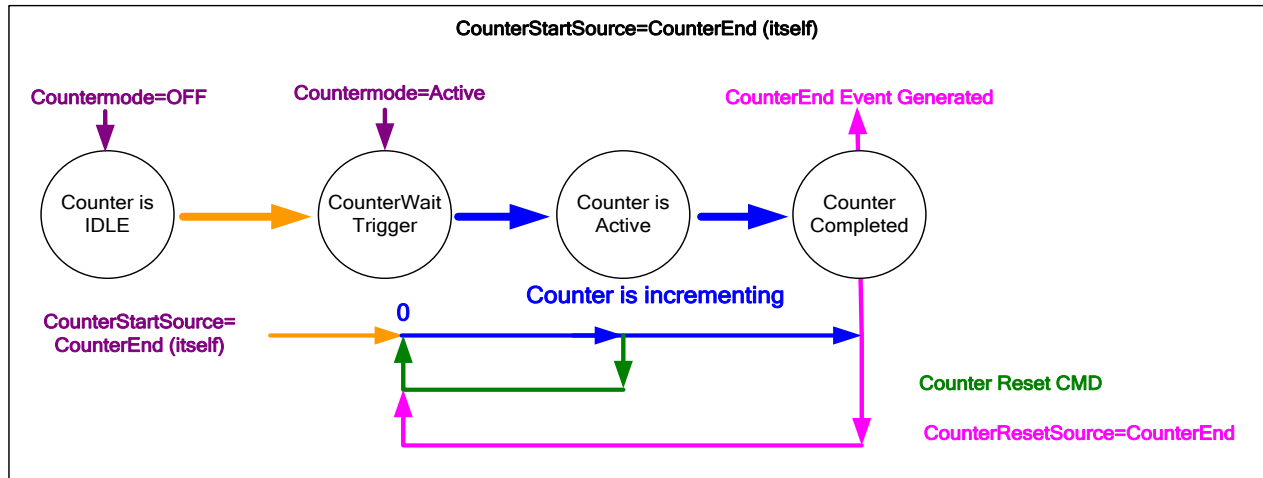 CounterStartSource=CounterEnd (itself)
Countermode=OFF
Countermode=Active
CounterEnd Event Generated
Counter is
IDLE
CounterWait
Trigger
Counter is
Active
Counter
Completed
Counter is incrementing
0
CounterStartSource=
CounterEnd (itself)
Counter Reset CMD
CounterResetSource=CounterEnd